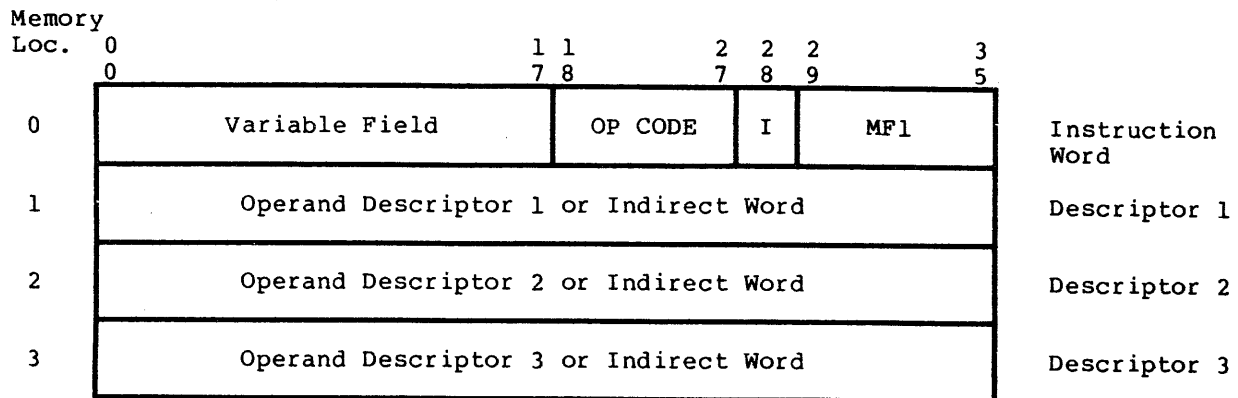 Memory
Loc. 0 1 1 2 2 2 3
0 7 8 7 8 9 5
0 Variable Field OP CODE I MF1 Instruction
Word
1 Operand Descriptor 1 or Indirect Word Descriptor 1
2 Operand Descriptor 2 or Indirect Word Descriptor 2
3 Operand Descriptor 3 or Indirect Word Descriptor 3